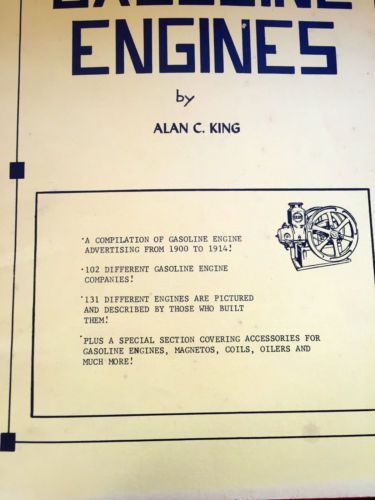 GASOLINE
ENGINES
by
ALAN C. KING
·A COMPILATION OF GASOLINE ENGINE
ADVERTISING FROM 1900 TO 1914!
·102 DIFFERENT GASOLINE ENGINE
COMPANIES!
·131 DIFFERENT ENGINES ARE PICTURED
AND DESCRIBED BY THOSE WHO BUILT
THEM!
·PLUS A SPECIAL SECTION COVERING ACCESSORIES FOR
GASOLINE ENGINES, MAGNETOS, COILS, OILERS AND
MUCH MORE!